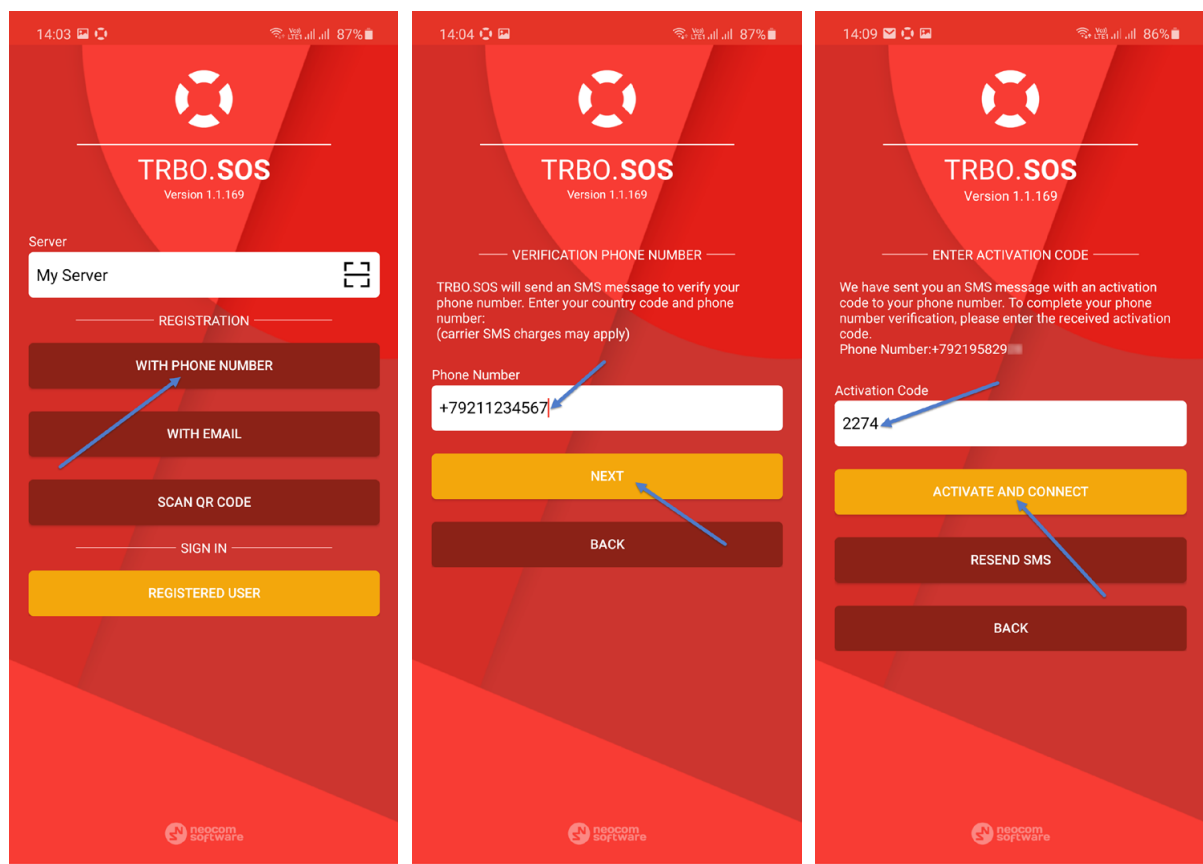 14:03
VoB LTE1 87%
TRBO.SOS
Version 1.1.169
Server
My Server
REGISTRATION
WITH PHONE NUMBER
WITH EMAIL
SCAN QR CODE
SIGN IN
REGISTERED USER
neocom
software
14:04
87%
TRBO.SOS
Version 1.1.169
VERIFICATION PHONE NUMBER
TRBO.SOS will send an SMS message to verify your
phone number. Enter your country code and phone
number:
(carrier SMS charges may apply)
Phone Number
+79211234567
NEXT
BACK
neocom
software
14:09
86%
TRBO.SOS
Version 1.1.169
ENTER ACTIVATION CODE
We have sent you an SMS message with an activation
code to your phone number. To complete your phone
number verification, please enter the received activation
code.
Phone Number:+792195829
Activation Code
2274
ACTIVATE AND CONNECT
RESEND SMS
BACK
neocom
software